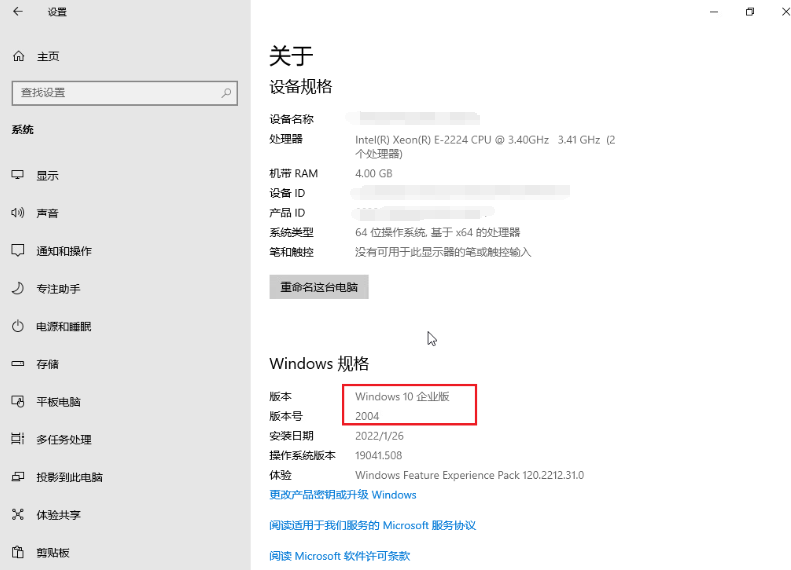 设置
主页
查找设置
系统
显示
声音
通知和操作
专注助手
电源和睡眠
存储
平板电脑
多任务处理
投影到此电脑
体验共享
剪贴板
关于
设备规格
设备名称
处理器 Intel(R) Xeon(R) E-2224 CPU @ 3.40GHz 3.41 GHz (2
个处理器)
机带 RAM 4.00 GB
设备 ID
产品 ID
系统类型 64 位操作系统, 基于 x64 的处理器
笔和触控 没有可用于此显示器的笔或触控输入
重命名这台电脑
Windows 规格
版本 Windows 10 企业版
版本号 2004
安装日期 2022/1/26
操作系统版本 19041.508
体验 Windows Feature Experience Pack 120.2212.31.0
更改产品密钥或升级 Windows
阅读适用于我们服务的 Microsoft 服务协议
阅读 Microsoft 软件许可条款